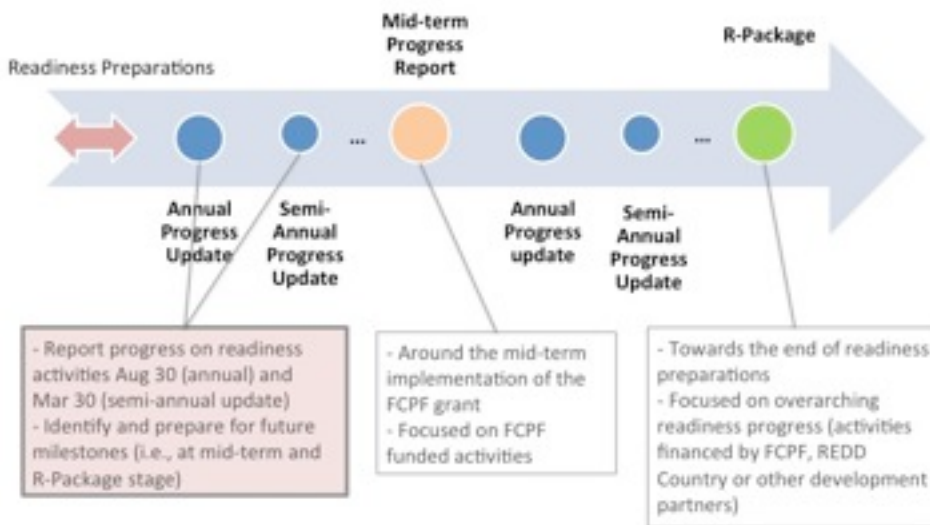 Mid-term
Progress
Report
R-Package
Readiness Preparations
...
...
Annual
Progress
Update
Semi-
Annual
Progress
Update
Annual
Progress
update
Semi-
Annual
Progress
Update
- Report progress on readiness
activities Aug 30 (annual) and
Mar 30 (semi-annual update)
- Identify and prepare for future
milestones (i.e., at mid-term and
R-Package stage)
- Around the mid-term
implementation of the
FCPF grant
- Focused on FCPF
funded activities
- Towards the end of readiness
preparations
- Focused on overarching
readiness progress (activities
financed by FCPF, REDD
Country or other development
partners)